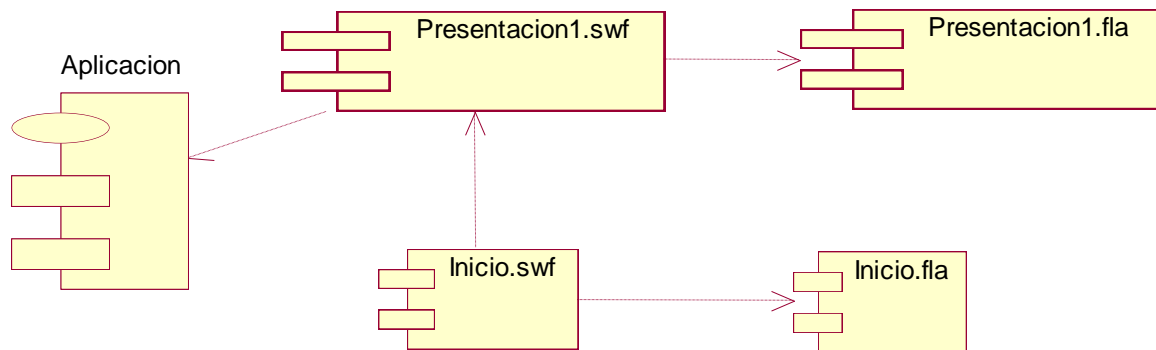 Presentacion1.swf
Presentacion1.fla
Aplicacion
Inicio.swf
Inicio.fla